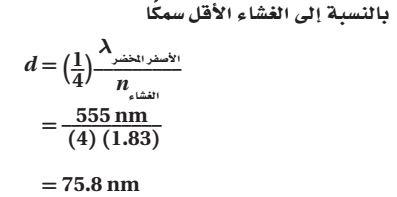 بالنسبة إلى الغشاء الأقل سمكًا
d = (1/4) λ الأصفر المخضر / n الغشاء
= 555 nm / (4) (1.83)
= 75.8 nm